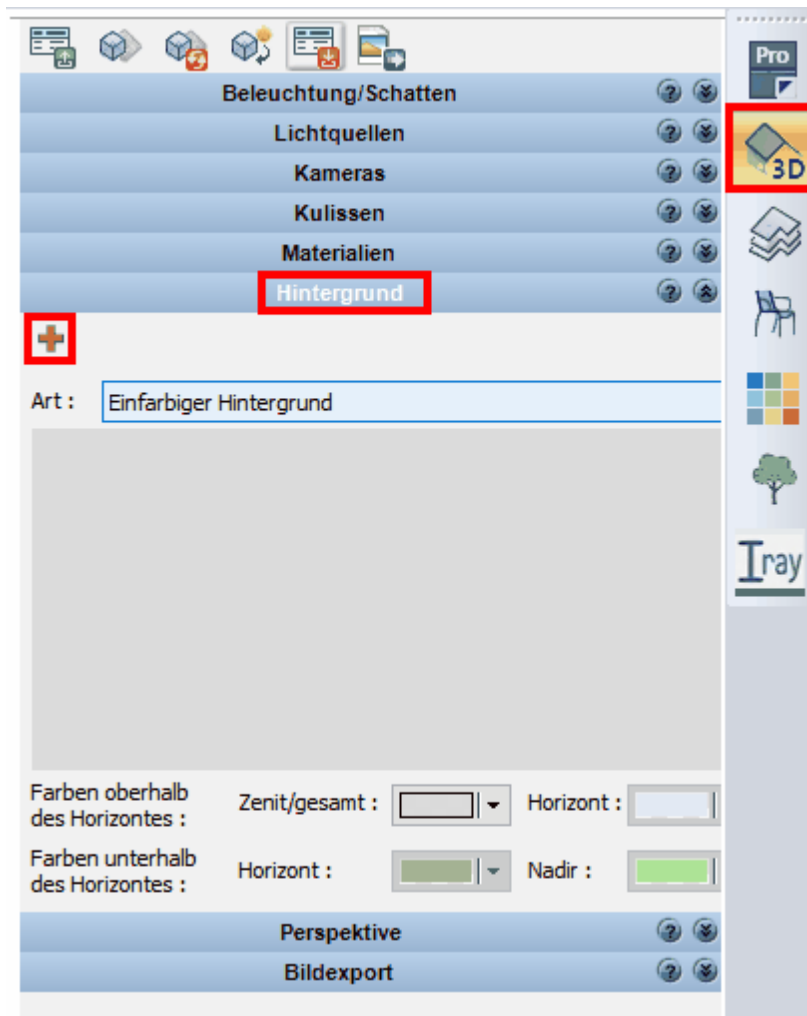 Pro
Beleuchtung/Schatten
Lichtquellen
3D
Kameras
Kulissen
Materialien
Hintergrund
Art : Einfarbiger Hintergrund
Iray
Farben oberhalb
des Horizontes :
Zenit/gesamt :
Horizont :
Farben unterhalb
des Horizontes :
Horizont :
Nadir :
Perspektive
Bildexport